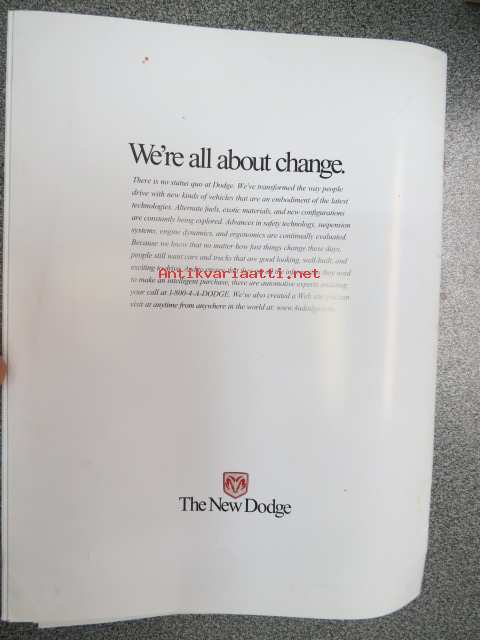 We're all about change.
There is no status quo at Dodge. We've transformed the way people
drive with new kinds of vehicles that are an embodiment of the latest
technologies. Alternate fuels, exotic materials, and new configurations
are constantly being explored. Advances in safety technology, suspension
systems, engine dynamics, and ergonomics are continually evaluated.
Because we know that no matter how fast things change these days,
people still want cars and trucks that are good looking, well-built, and
exciting they need
Antikvariaatti.net
to make an intelligent purchase, there are automotive experts awaiting
your call at 1-800-4-A-DODGE. We've also created a Web site you can
visit at anytime from anywhere in the world at: www.4adodge.com.
The New Dodge